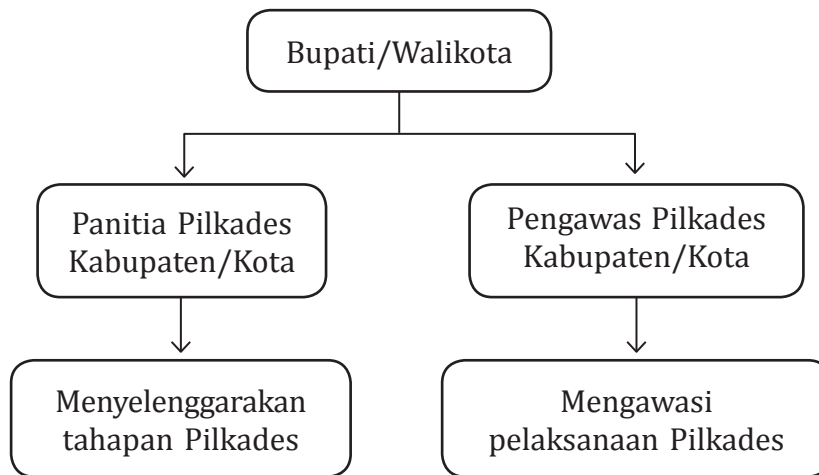 Bupati/Walikota
Panitia Pilkades
Kabupaten/Kota
Pengawas Pilkades
Kabupaten/Kota
Menyelenggarakan
tahapan Pilkades
Mengawasi
pelaksanaan Pilkades